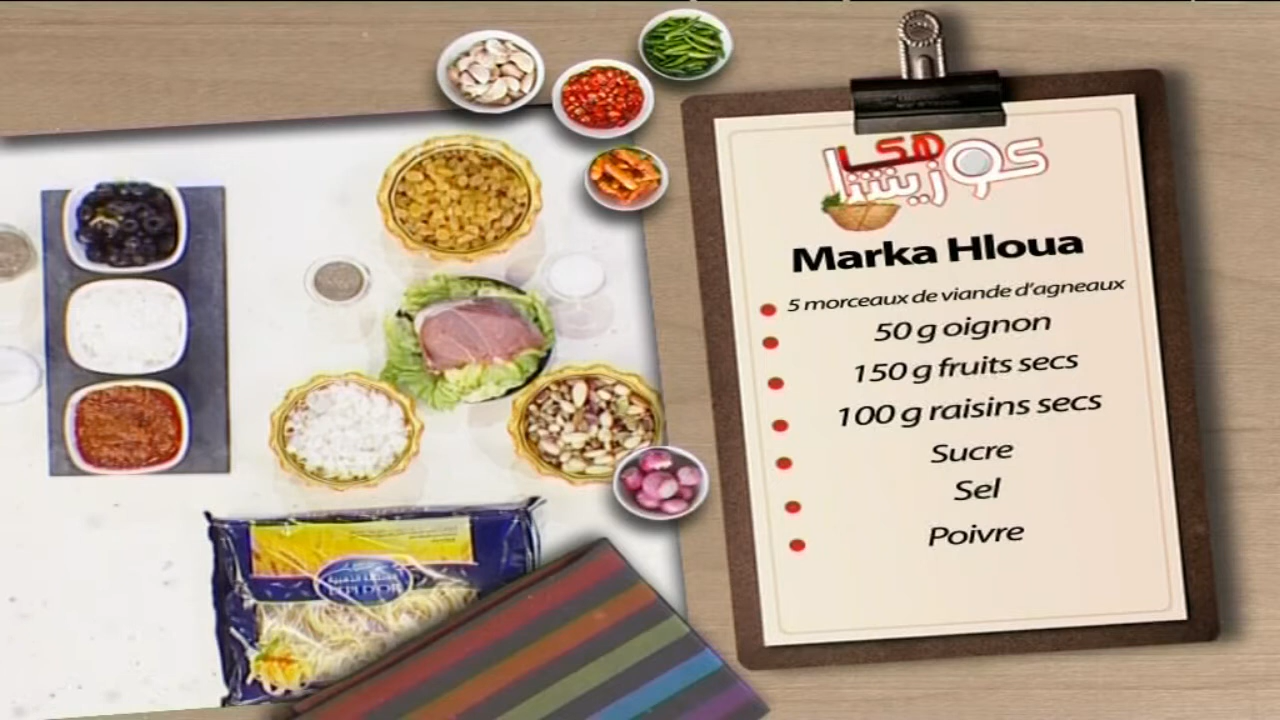 كوزينتنا هكا
Marka Hloua
5 morceaux de viande d'agneaux
50 g oignon
150 g fruits secs
100 g raisins secs
Sucre
Sel
Poivre